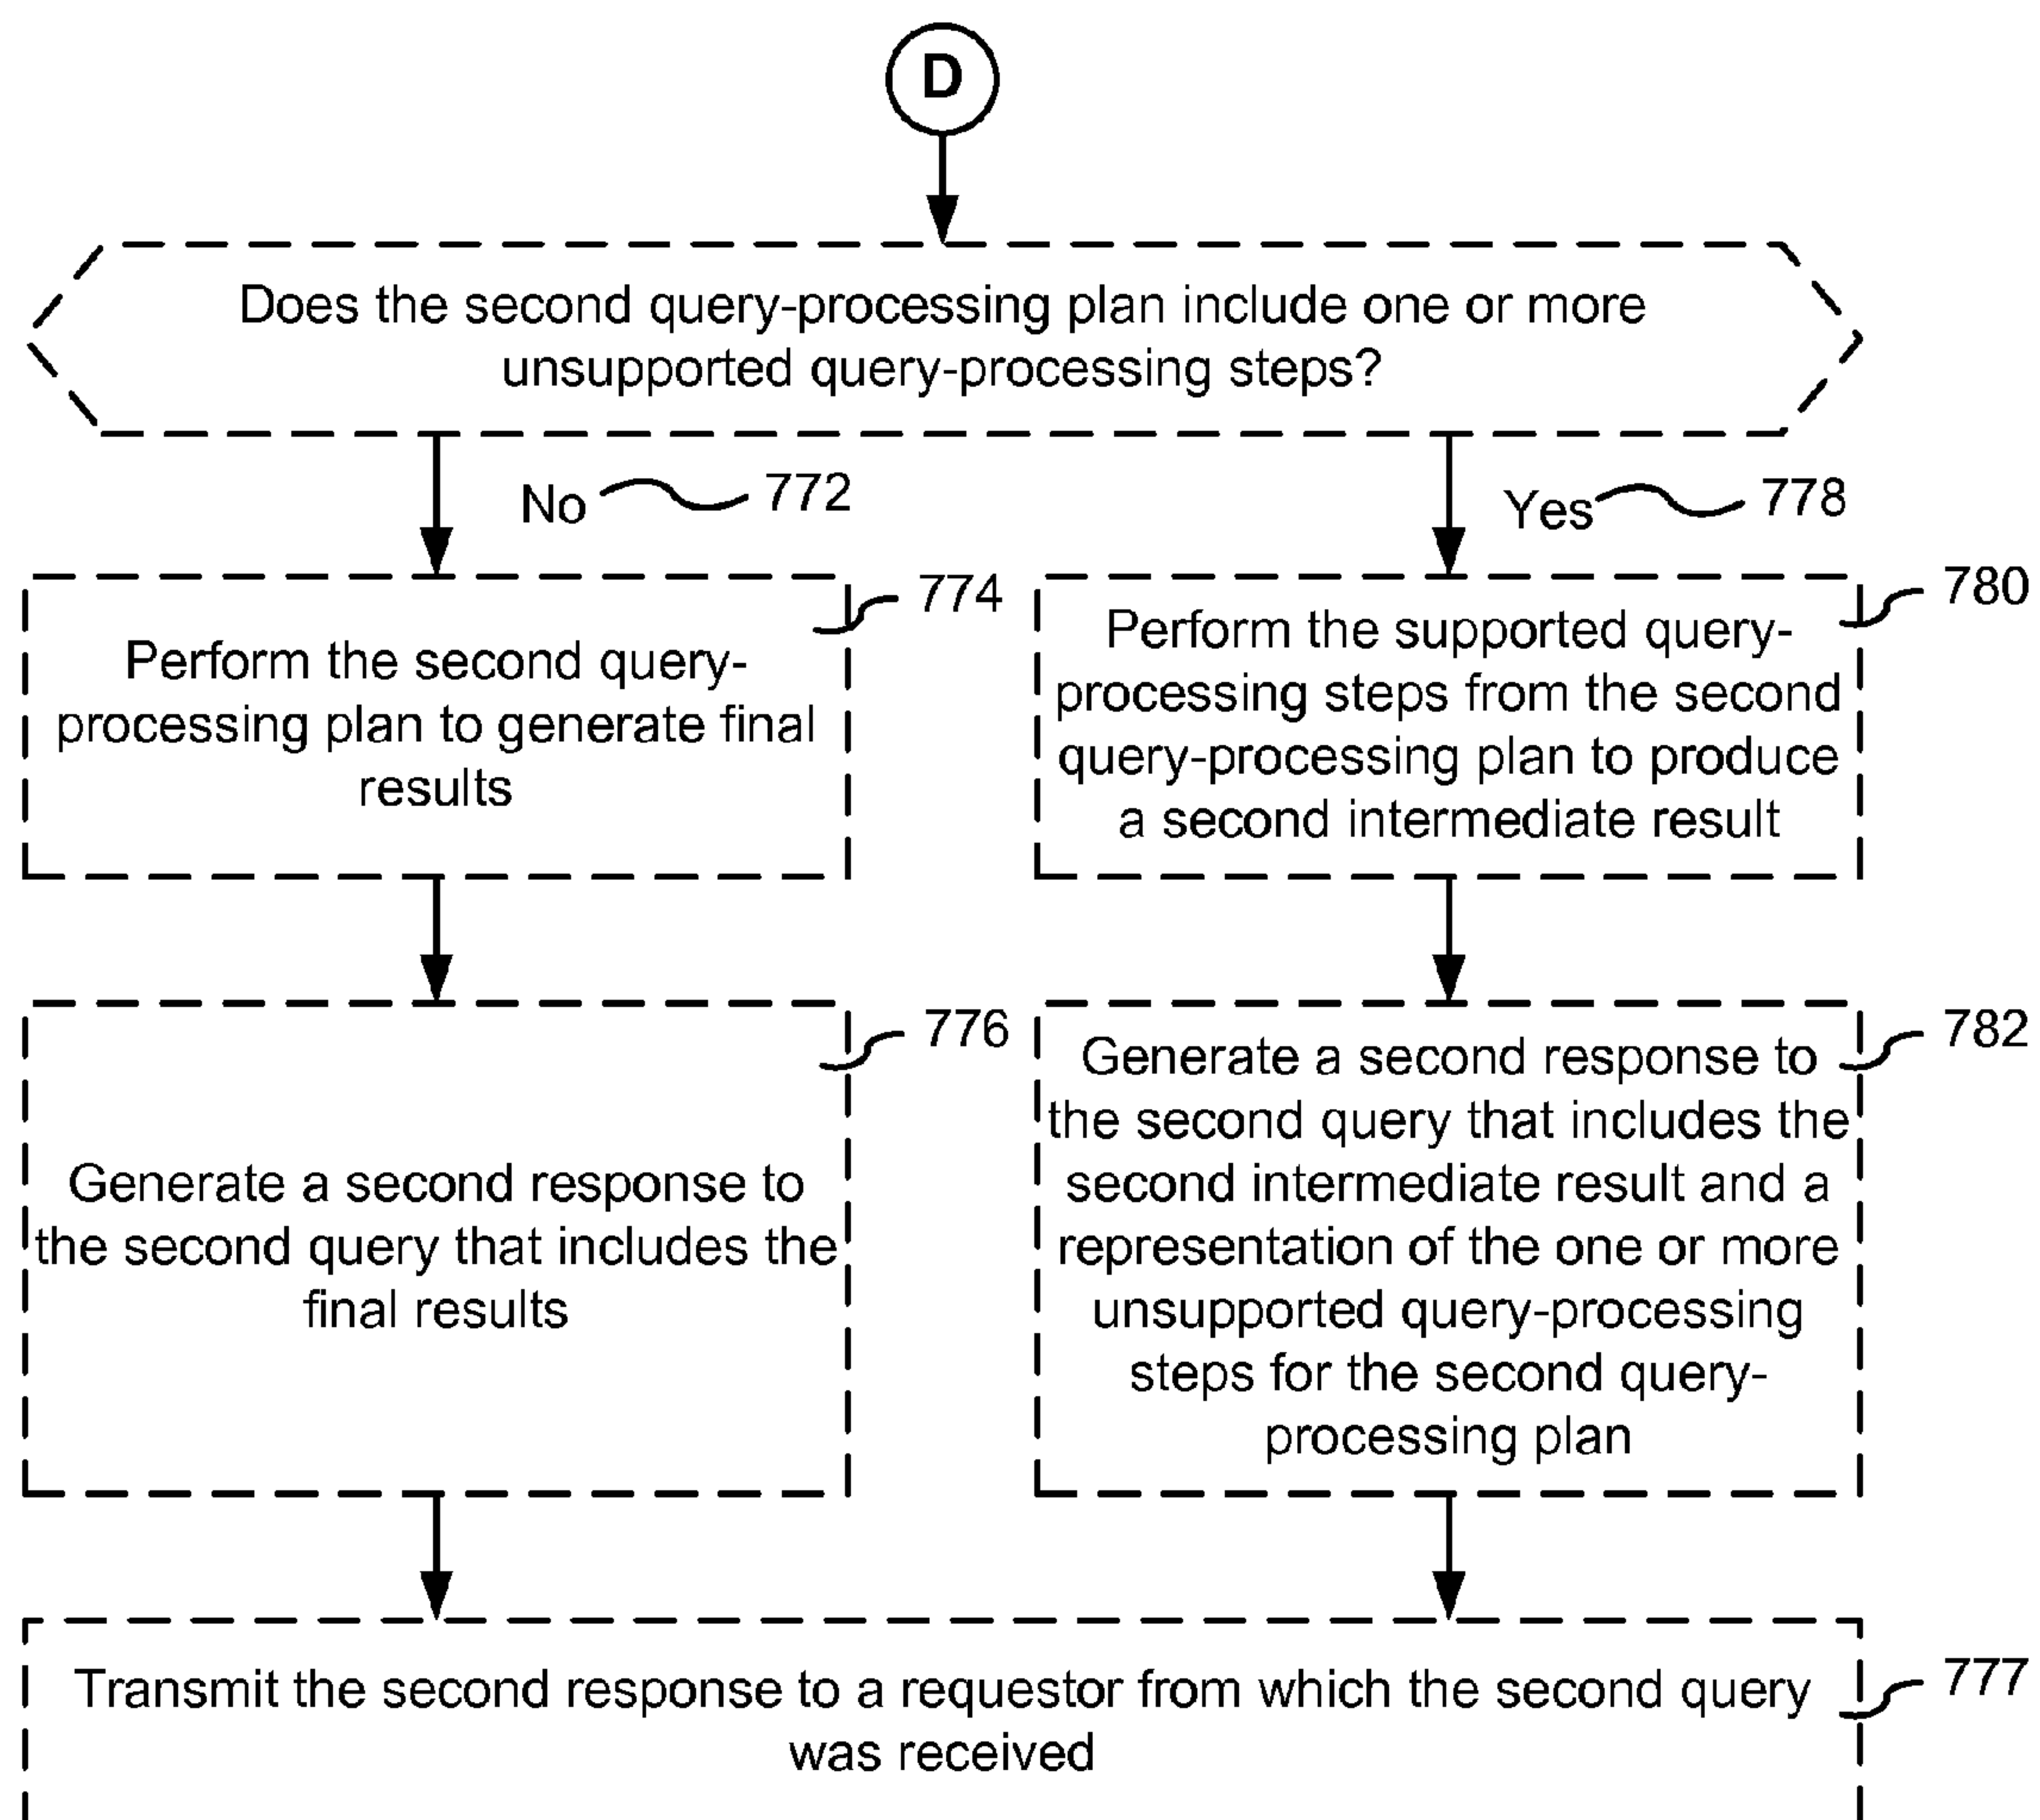 D
Does the second query-processing plan include one or more
unsupported query-processing steps?
No
772
Yes
778
774
Perform the second query-
processing plan to generate final
results
780
Perform the supported query-
processing steps from the second
query-processing plan to produce
a second intermediate result
776
Generate a second response to
the second query that includes the
final results
782
Generate a second response to
the second query that includes the
second intermediate result and a
representation of the one or more
unsupported query-processing
steps for the second query-
processing plan
777
Transmit the second response to a requestor from which the second query
was received